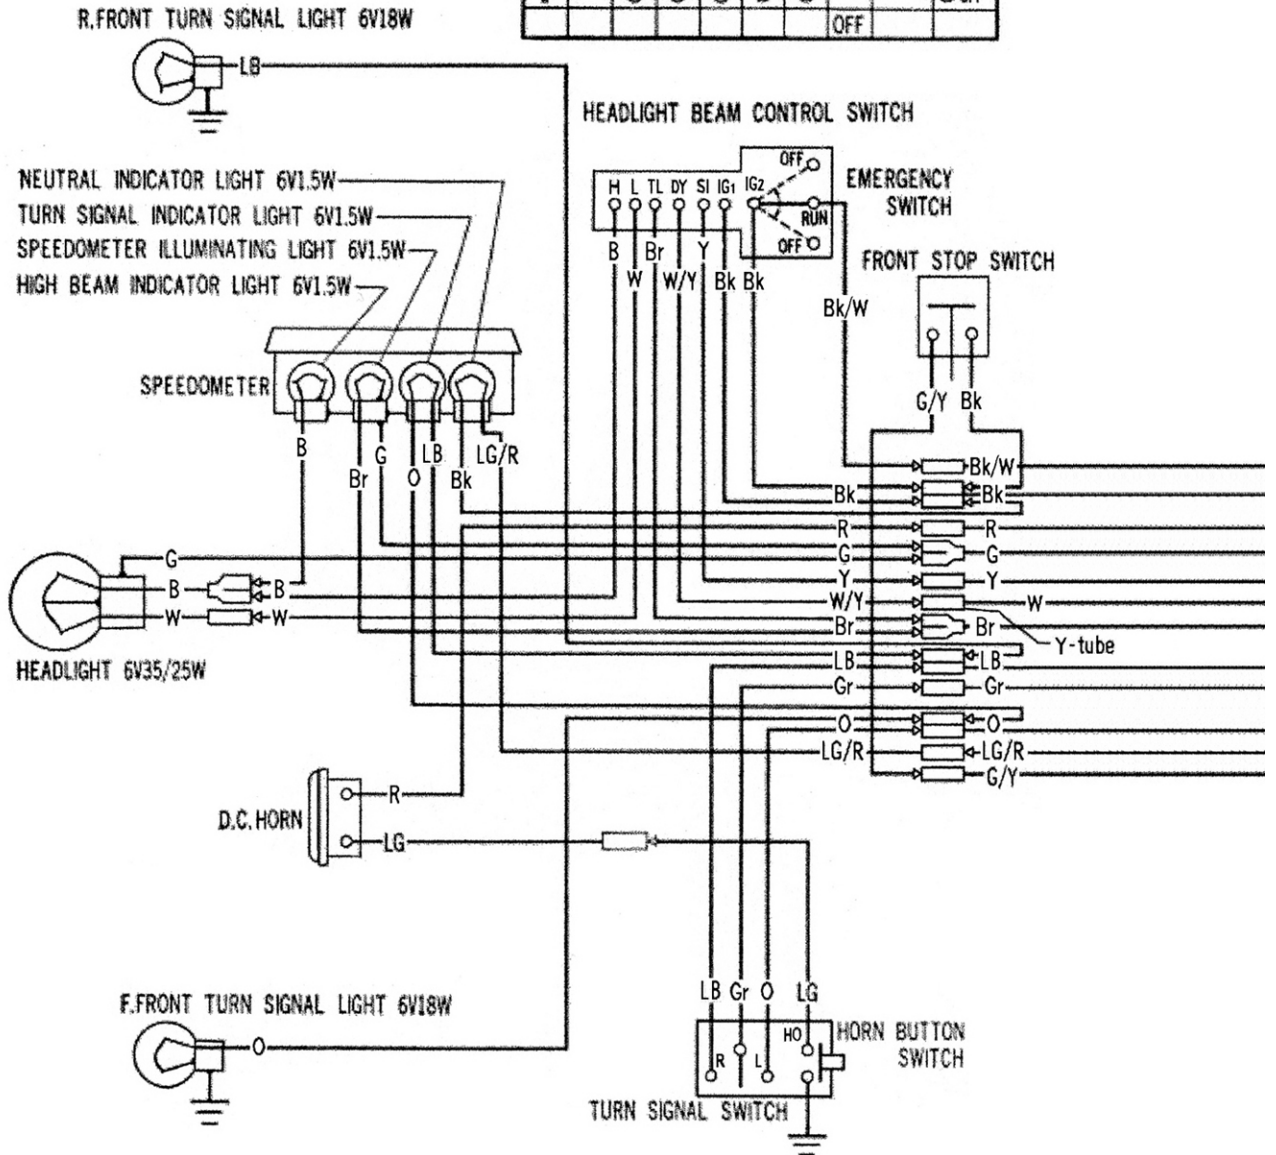 R.FRONT TURN SIGNAL LIGHT 6V18W
OFF
LB
HEADLIGHT BEAM CONTROL SWITCH
NEUTRAL INDICATOR LIGHT 6V1.5W
TURN SIGNAL INDICATOR LIGHT 6V1.5W
SPEEDOMETER ILLUMINATING LIGHT 6V1.5W
HIGH BEAM INDICATOR LIGHT 6V1.5W
H L TL DY SI IG1 IG2
OFF
RUN
OFF
EMERGENCY
SWITCH
B W Br W/Y Y Bk Bk
Bk/W
FRONT STOP SWITCH
G/Y Bk
SPEEDOMETER
B Br G O LB Bk LG/R
Bk/W
Bk Bk
R R
G G G
Y Y
B B
W/Y W
W W
Br Br
Y-tube
LB LB
HEADLIGHT 6V35/25W
Gr Gr
O O
LG/R LG/R
G/Y
R
D.C.HORN
LG
LB Gr O LG
F.FRONT TURN SIGNAL LIGHT 6V18W
O
R L HO
HORN BUTTON
SWITCH
TURN SIGNAL SWITCH